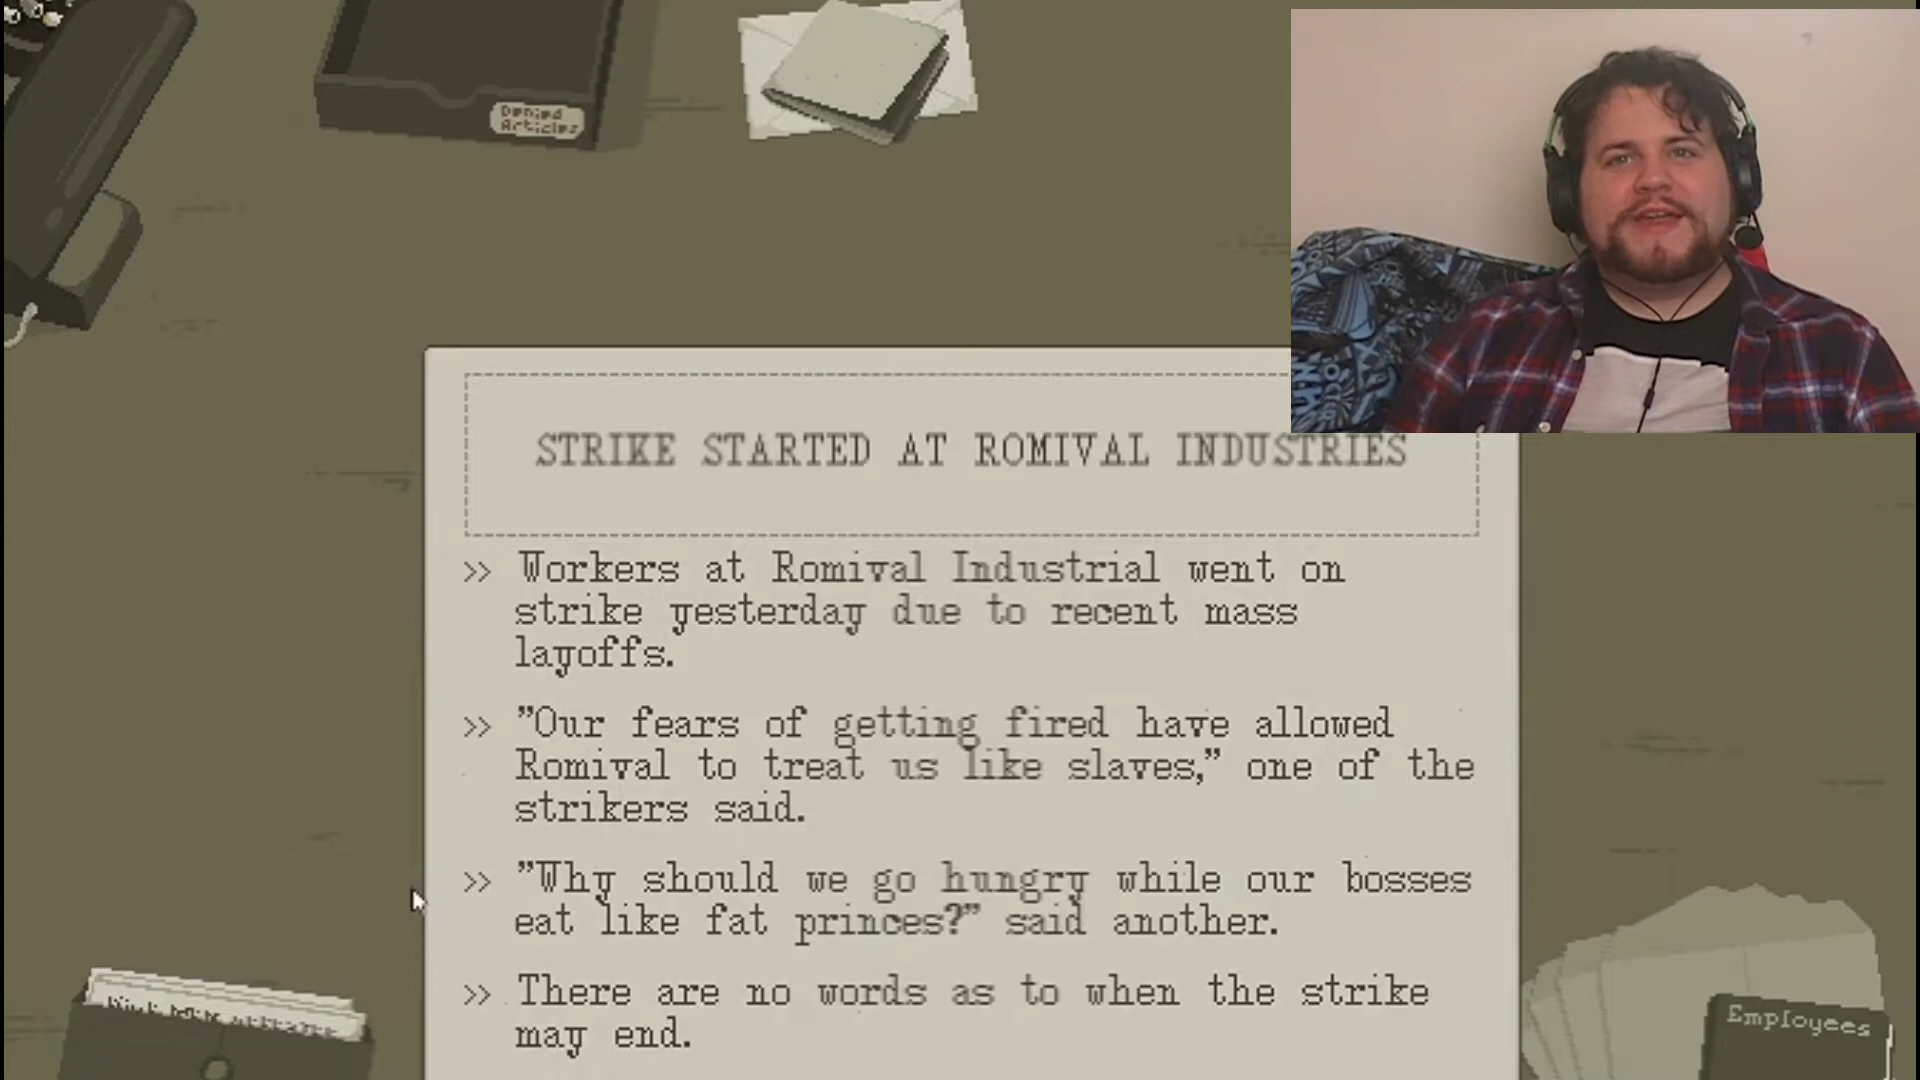 Denied
Articles
STRIKE STARTED AT ROMIVAL INDUSTRIES
>> Workers at Romival Industrial went on
strike yesterday due to recent mass
layoffs.
>> "Our fears of getting fired have allowed
Romival to treat us like slaves," one of the
strikers said.
>> "Why should we go hungry while our bosses
eat like fat princes?" said another.
>> There are no words as to when the strike
may end.
Employees